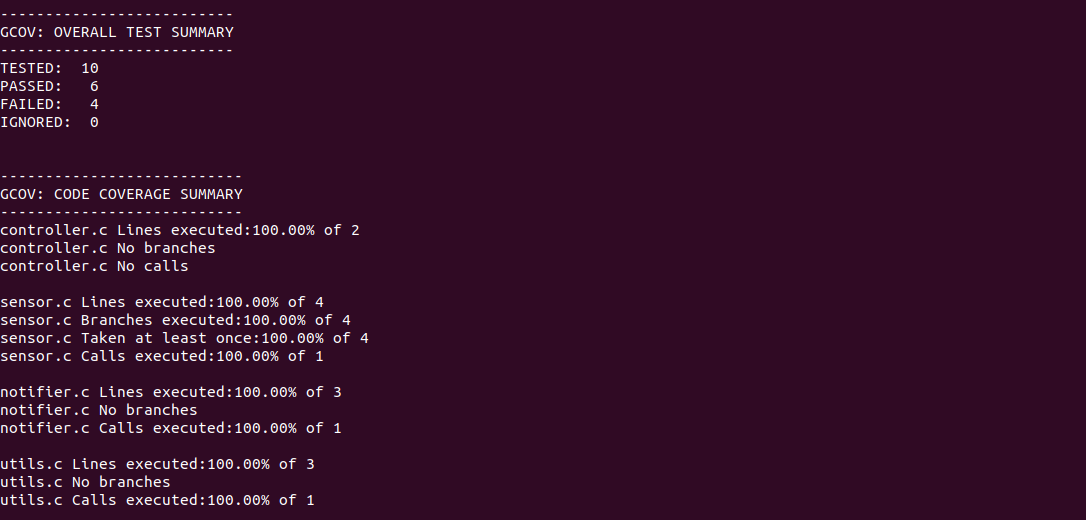 --------------------------
GCOV: OVERALL TEST SUMMARY
--------------------------
TESTED:  10
PASSED:   6
FAILED:   4
IGNORED:  0
---------------------------
GCOV: CODE COVERAGE SUMMARY
---------------------------
controller.c Lines executed:100.00% of 2
controller.c No branches
controller.c No calls
sensor.c Lines executed:100.00% of 4
sensor.c Branches executed:100.00% of 4
sensor.c Taken at least once:100.00% of 4
sensor.c Calls executed:100.00% of 1
notifier.c Lines executed:100.00% of 3
notifier.c No branches
notifier.c Calls executed:100.00% of 1
utils.c Lines executed:100.00% of 3
utils.c No branches
utils.c Calls executed:100.00% of 1